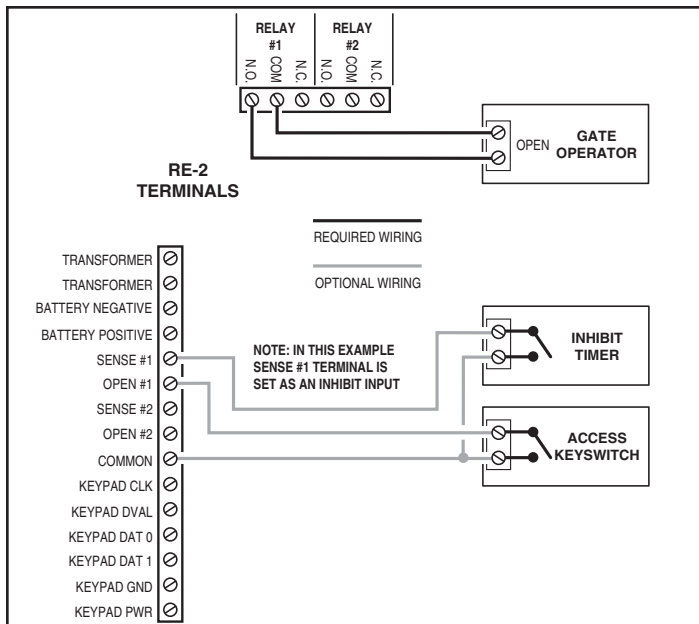 RELAY #1
RELAY #2
N.O.
COM
N.C.
N.O.
COM
N.C.
OPEN
GATE
OPERATOR
RE-2
TERMINALS
REQUIRED WIRING
OPTIONAL WIRING
TRANSFORMER
TRANSFORMER
BATTERY NEGATIVE
BATTERY POSITIVE
SENSE #1
OPEN #1
SENSE #2
OPEN #2
COMMON
KEYPAD CLK
KEYPAD DVAL
KEYPAD DAT 0
KEYPAD DAT 1
KEYPAD GND
KEYPAD PWR
NOTE: IN THIS EXAMPLE
SENSE #1 TERMINAL IS
SET AS AN INHIBIT INPUT
INHIBIT
TIMER
ACCESS
KEYSWITCH